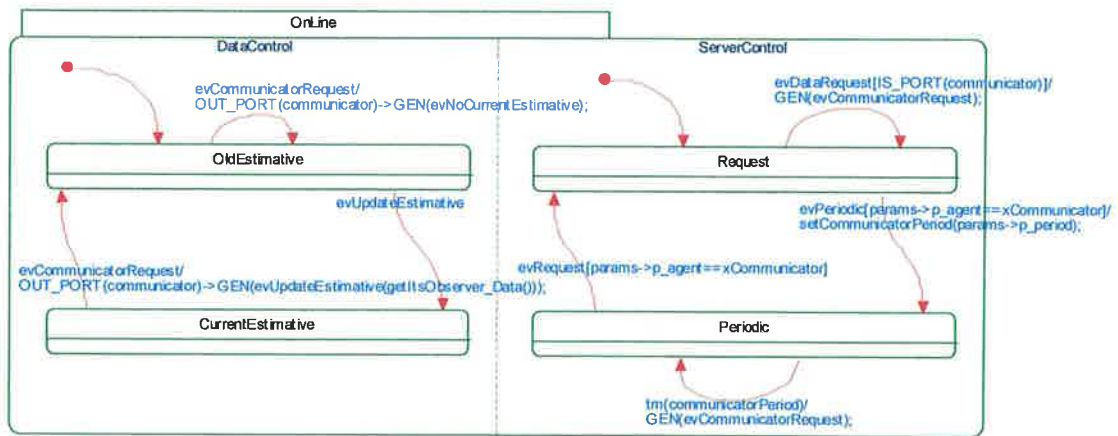 OnLine
DataControl
ServerControl
evCommunicatorRequest/
OUT_PORT(communicator)->GEN(evNoCurrentEstimative);
evDataRequest[IS_PORT(communicator)]/
GEN(evCommunicatorRequest);
OldEstimative
Request
evUpdateEstimative
evPeriodic[params->p_agent==xCommunicator]/
setCommunicatorPeriod(params->p_period);
evCommunicatorRequest/
OUT_PORT(communicator)->GEN(evUpdateEstimative(getItsObserver_Data()));
evRequest[params->p_agent==xCommunicator]
CurrentEstimative
Periodic
tm(communicatorPeriod)/
GEN(evCommunicatorRequest);